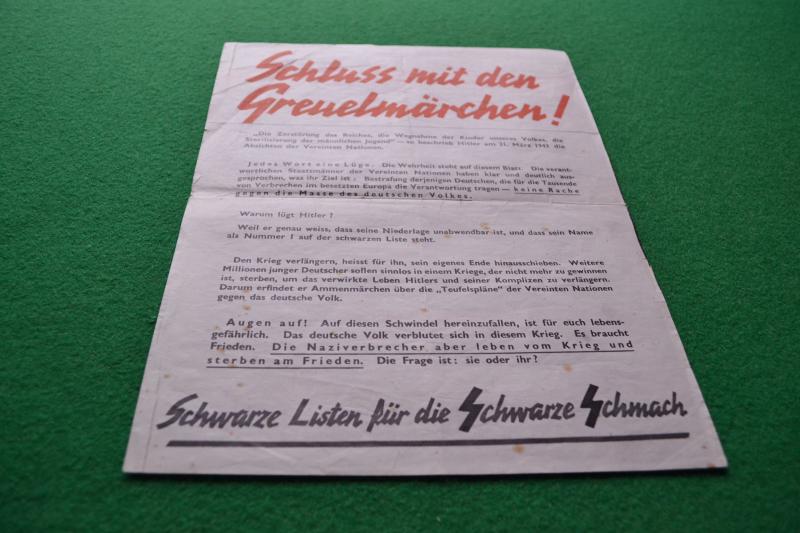 Schluss mit den
Greuelmärchen!
„Die Zerstörung des Reiches, die Wegnahme der Kinder unseres Volkes, die
Sterilisierung der männlichen Jugend" — so beschrieb Hitler am 21. März 1943 die
Absichten der Vereinten Nationen.
Jedes Wort eine Lüge. Die Wahrheit steht auf diesem Blatt. Die verant-
wortlichen Staatsmänner der Vereinten Nationen haben klar und deutlich aus-
gesprochen, was ihr Ziel ist: Bestrafung derjenigen Deutschen, die für die Tausende
von Verbrechen im besetzten Europa die Verantwortung tragen — keine Rache
gegen die Masse des deutschen Volkes.
Warum lügt Hitler?
Weil er genau weiss, dass seine Niederlage unabwendbar ist, und dass sein Name
als Nummer 1 auf der schwarzen Liste steht.
Den Krieg verlängern, heisst für ihn, sein eigenes Ende hinausschieben. Weitere
Millionen junger Deutscher sollen sinnlos in einem Kriege, der nicht mehr zu gewinnen
ist, sterben, um das verwirkte Leben Hitlers und seiner Komplizen zu verlängern.
Darum erfindet er Ammenmärchen über die „Teufelspläne" der Vereinten Nationen
gegen das deutsche Volk.
Augen auf! Auf diesen Schwindel hereinzufallen, ist für euch lebens-
gefährlich. Das deutsche Volk verblutet sich in diesem Krieg. Es braucht
Frieden. Die Naziverbrecher aber leben vom Krieg und
sterben am Frieden. Die Frage ist: sie oder ihr?
Schwarze Listen für die Schwarze Schmach